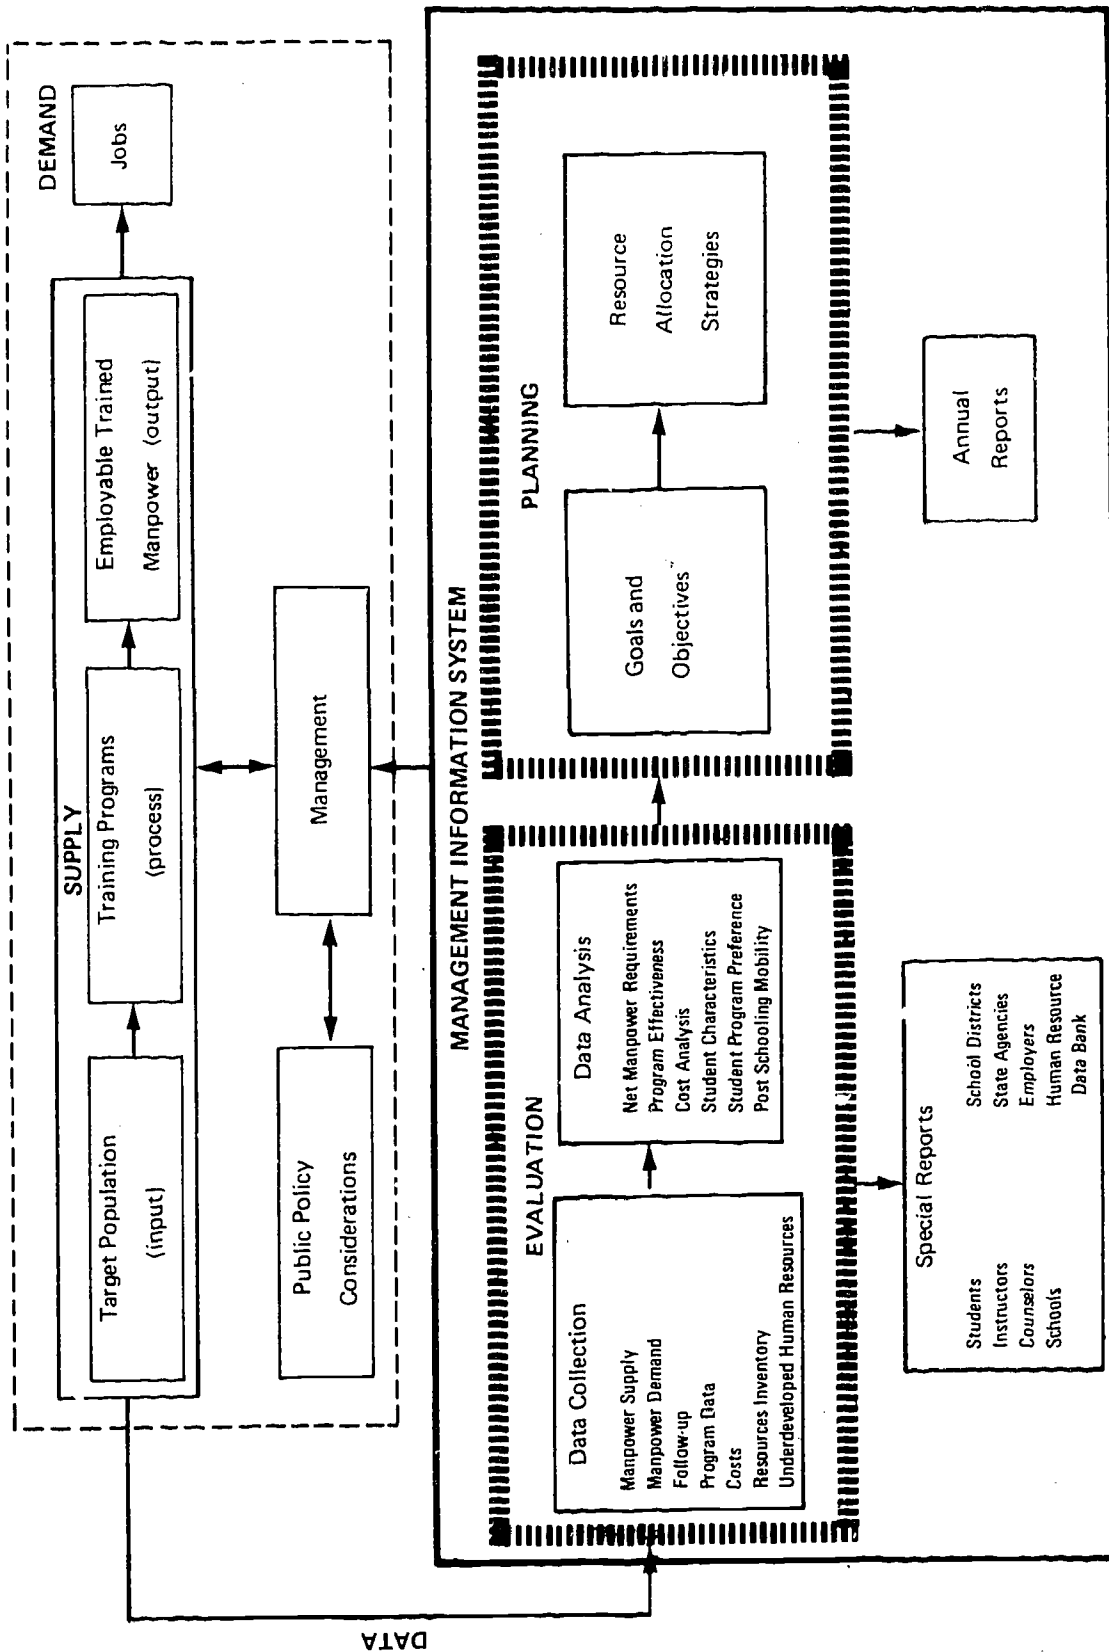 DEMAND
Jobs
SUPPLY
Target Population
(input)
Training Programs
(process)
Employable Trained
Manpower (output)
Public Policy
Considerations
Management
DATA
MANAGEMENT INFORMATION SYSTEM
EVALUATION
Data Collection
Manpower Supply
Manpower Demand
Follow-up
Program Data
Costs
Resources Inventory
Underdeveloped Human Resources
Data Analysis
Net Manpower Requirements
Program Effectiveness
Cost Analysis
Student Characteristics
Student Program Preference
Post Schooling Mobility
PLANNING
Goals and
Objectives
Resource
Allocation
Strategies
Special Reports
Students
Instructors
Counselors
Schools
School Districts
State Agencies
Employers
Human Resource
Data Bank
Annual
Reports